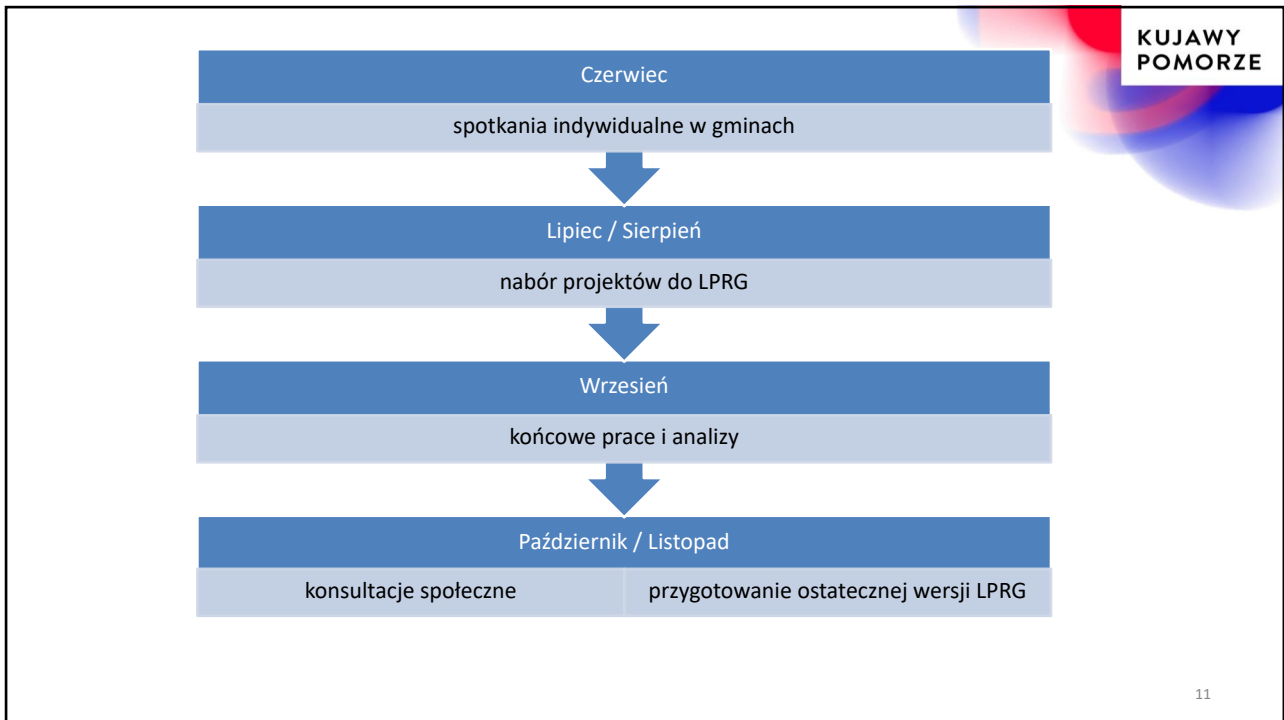 KUJAWY
POMORZE
Czerwiec
spotkania indywidualne w gminach
Lipiec / Sierpień
nabór projektów do LPRG
Wrzesień
końcowe prace i analizy
Październik / Listopad
konsultacje społeczne
przygotowanie ostatecznej wersji LPRG
11